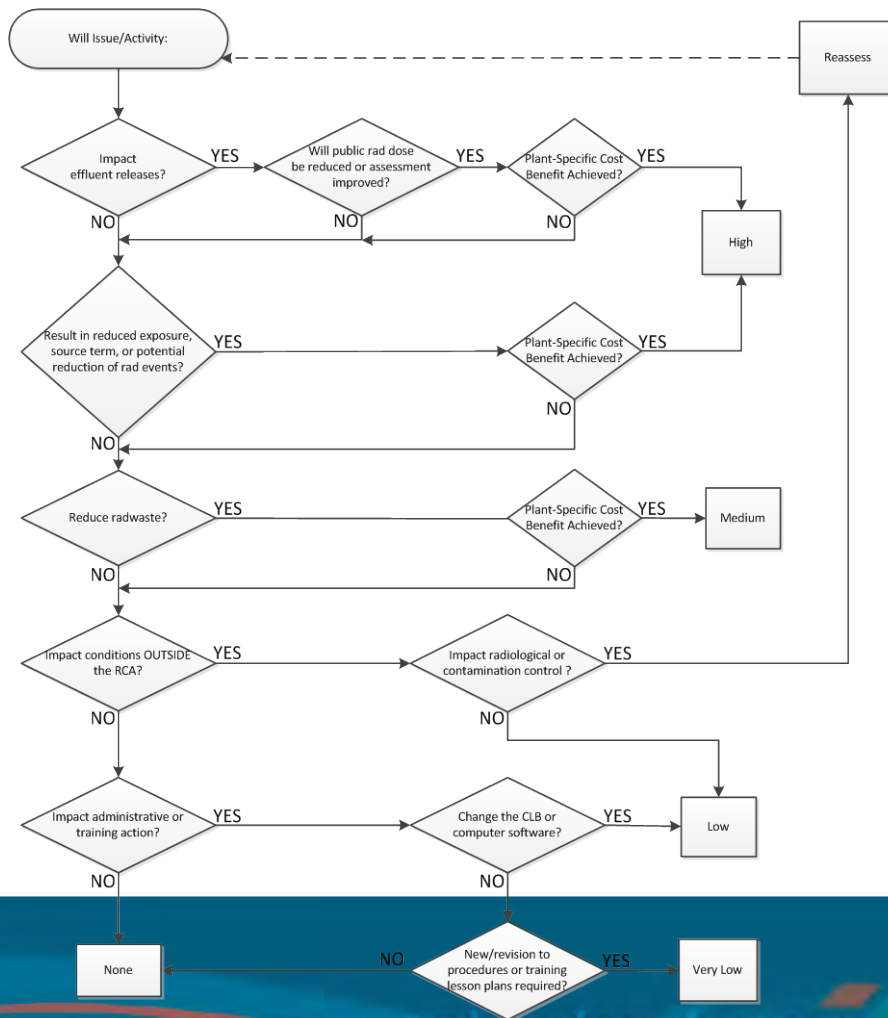 Will Issue/Activity:
Reassess
Impact
effluent releases?
YES
Will public rad dose
be reduced or assessment
improved?
YES
Plant-Specific Cost
Benefit Achieved?
YES
NO
NO
NO
High
Result in reduced exposure,
source term, or potential
reduction of rad events?
YES
Plant-Specific Cost
Benefit Achieved?
YES
NO
NO
Reduce radwaste?
YES
Plant-Specific Cost
Benefit Achieved?
YES
Medium
NO
NO
Impact conditions OUTSIDE
the RCA?
YES
Impact radiological or
contamination control ?
YES
NO
NO
Impact administrative or
training action?
YES
Change the CLB or
computer software?
YES
Low
NO
NO
None
NO
New/revision to
procedures or training
lesson plans required?
YES
Very Low